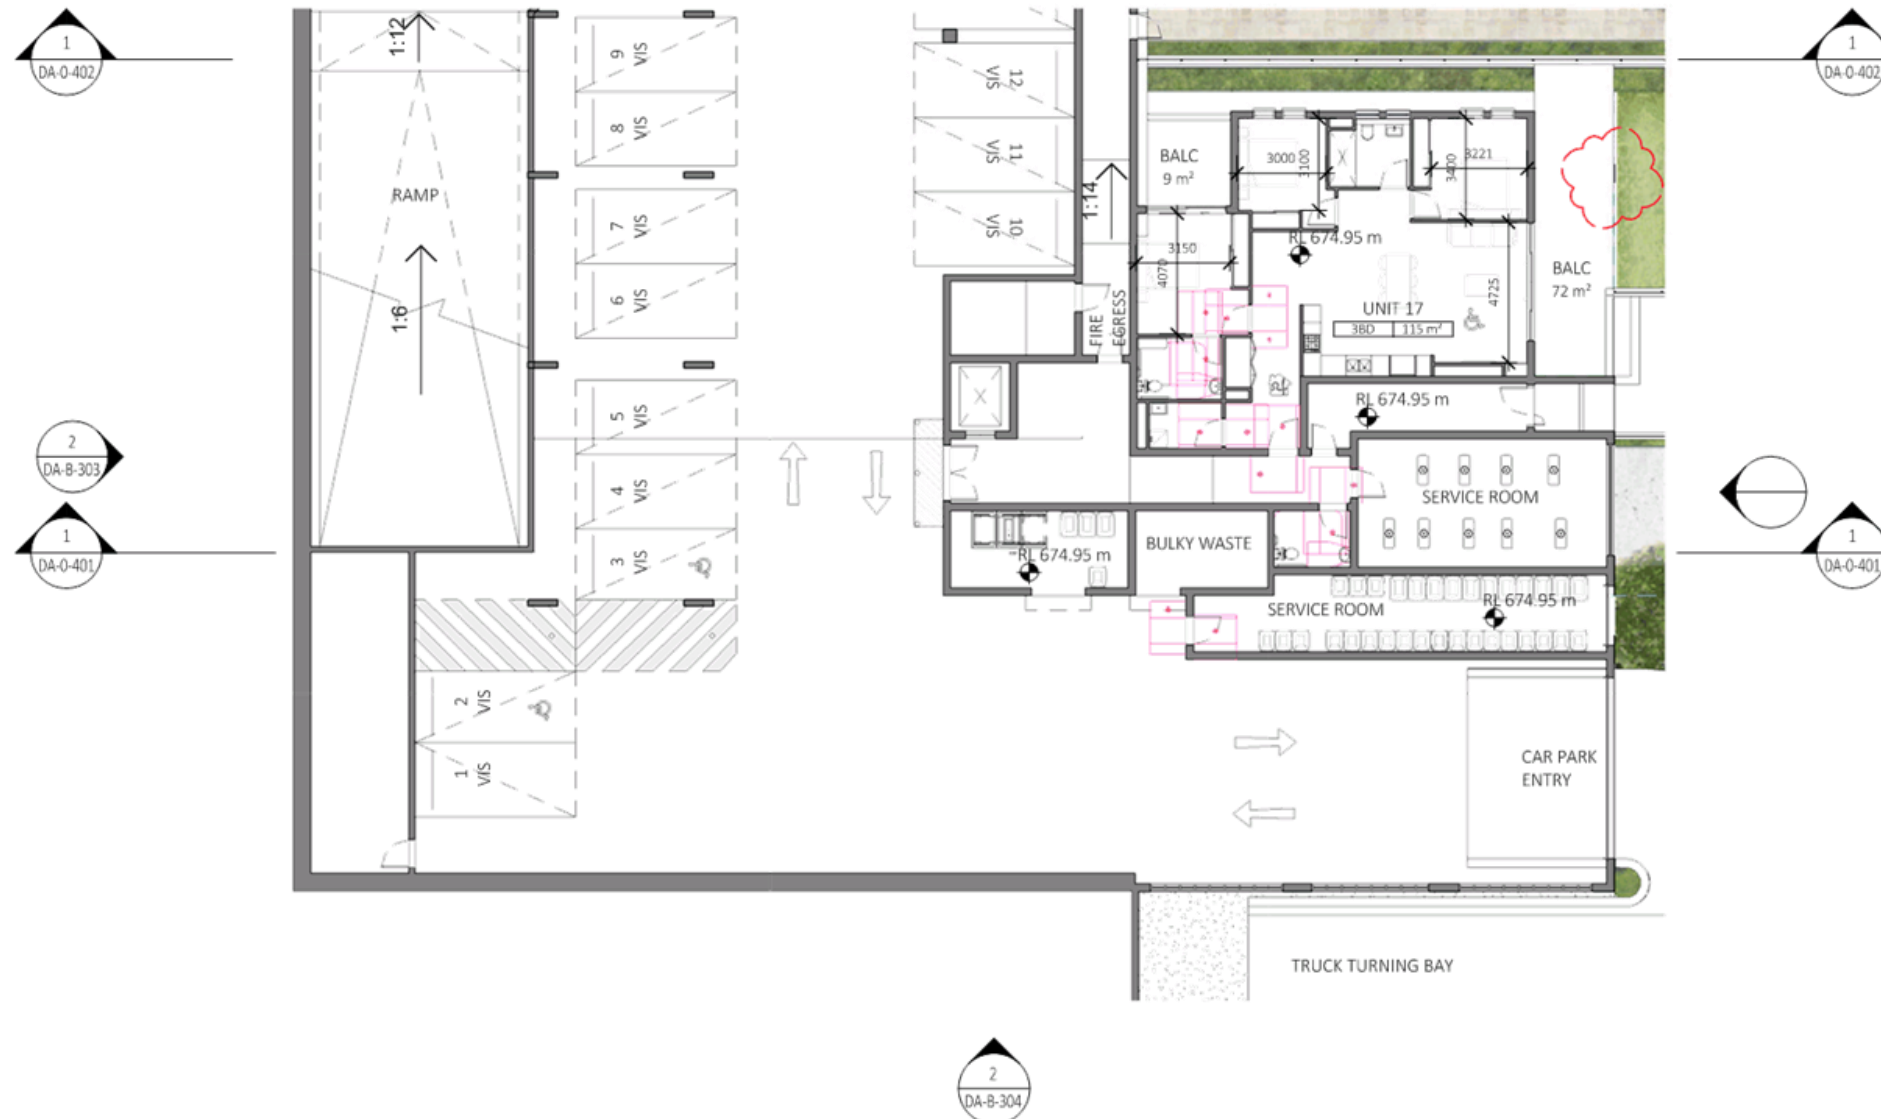 1
DA-0-402
1:12
9
VIS
8
VIS
12
VIS
11
VIS
10
VIS
1
DA-0-402
RAMP
1:6
7
VIS
6
VIS
1:14
BALC
9 m²
3000
3100
3400
3221
RL 674.95 m
3150
4070
4725
BALC
72 m²
UNIT 17
3BD
115 m²
FIRE
EGRESS
5
VIS
4
VIS
3
VIS
2
DA-B-303
1
DA-0-401
RL 674.95 m
SERVICE ROOM
1
DA-0-401
RL 674.95 m
BULKY WASTE
SERVICE ROOM
RL 674.95 m
2
VIS
1
VIS
CAR PARK
ENTRY
TRUCK TURNING BAY
2
DA-B-304